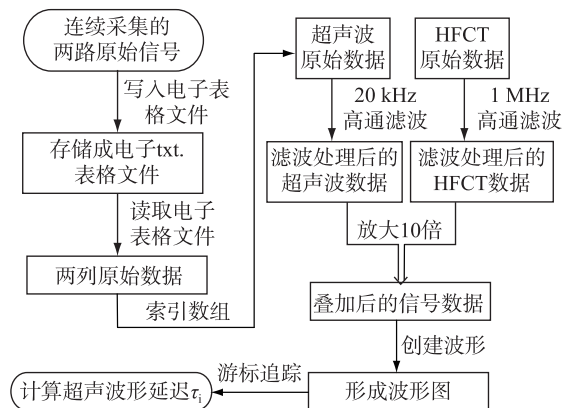 连续采集的
两路原始信号
写入电子表
格文件
存储成电子txt.
表格文件
读取电子
表格文件
两列原始数据
索引数组
超声波
原始数据
HFCT
原始数据
20 kHz
高通滤波
1 MHz
高通滤波
滤波处理后的
超声波数据
滤波处理后的
HFCT数据
放大10倍
叠加后的信号数据
创建波形
形成波形图
游标追踪
计算超声波形延迟τi